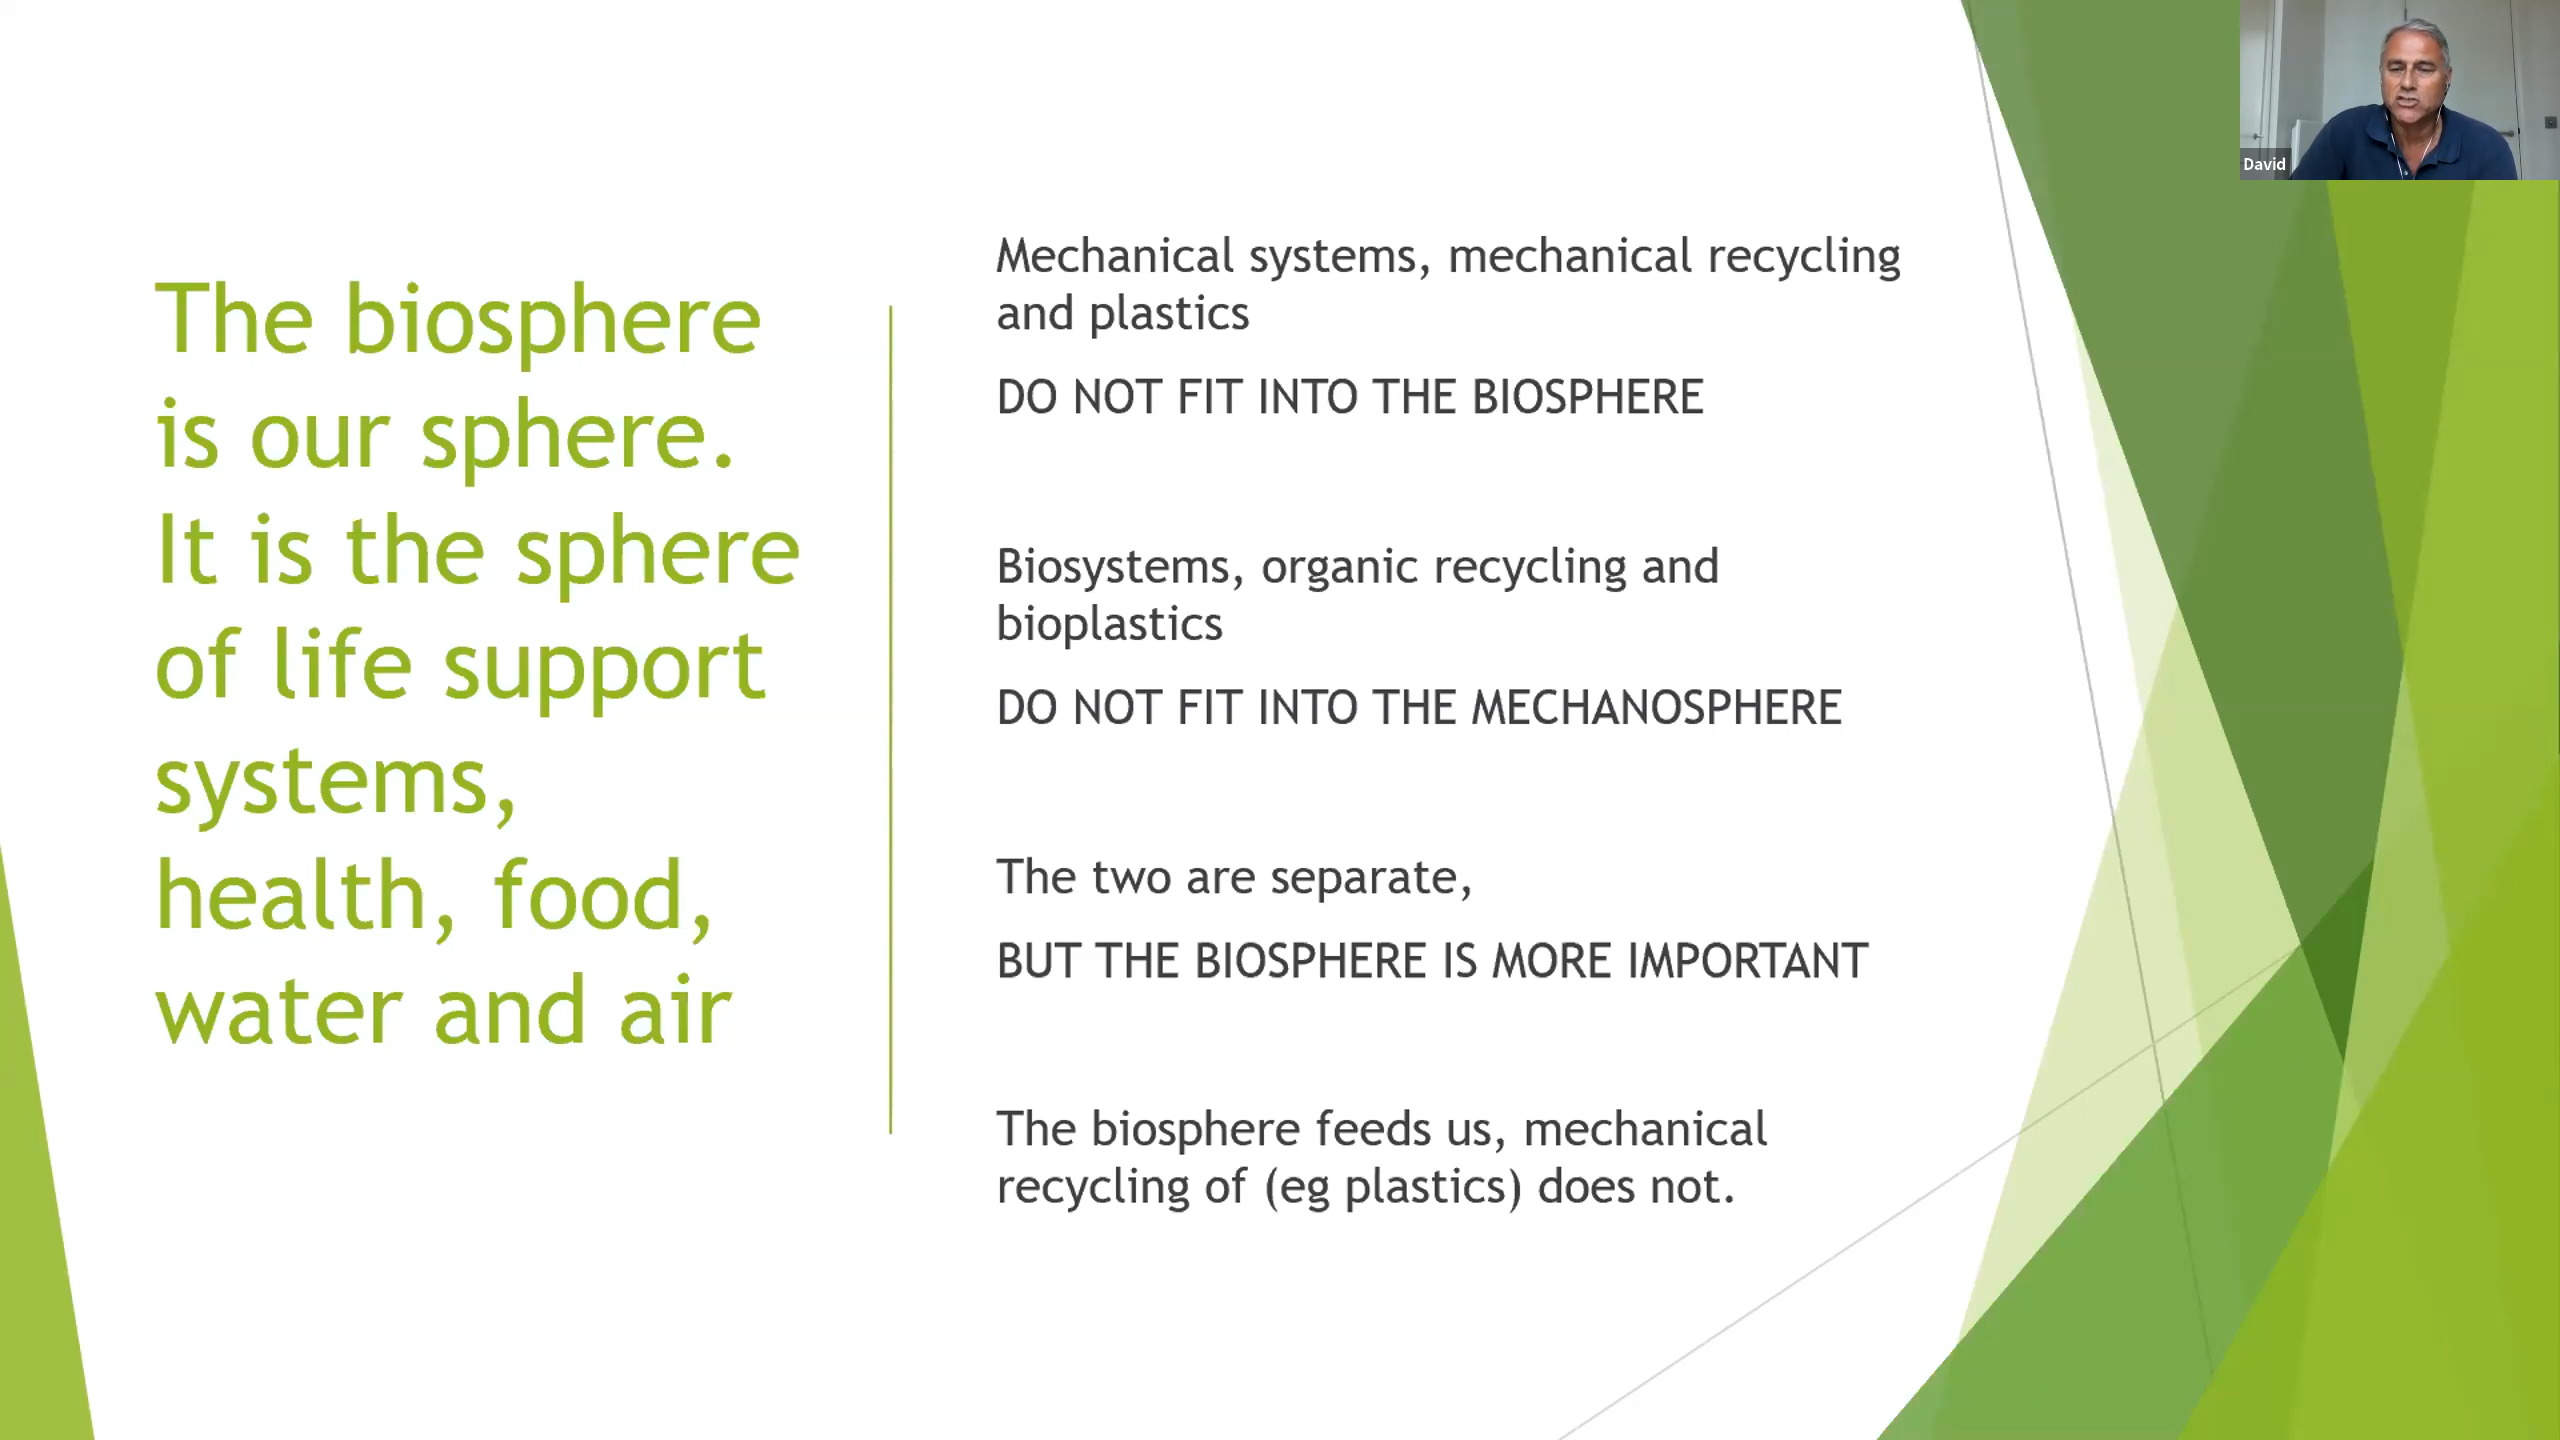 The biosphere
is our sphere.
It is the sphere
of life support
systems,
health, food,
water and air
Mechanical systems, mechanical recycling
and plastics
DO NOT FIT INTO THE BIOSPHERE
Biosystems, organic recycling and
bioplastics
DO NOT FIT INTO THE MECHANOSPHERE
The two are separate,
BUT THE BIOSPHERE IS MORE IMPORTANT
The biosphere feeds us, mechanical
recycling of (eg plastics) does not.
David